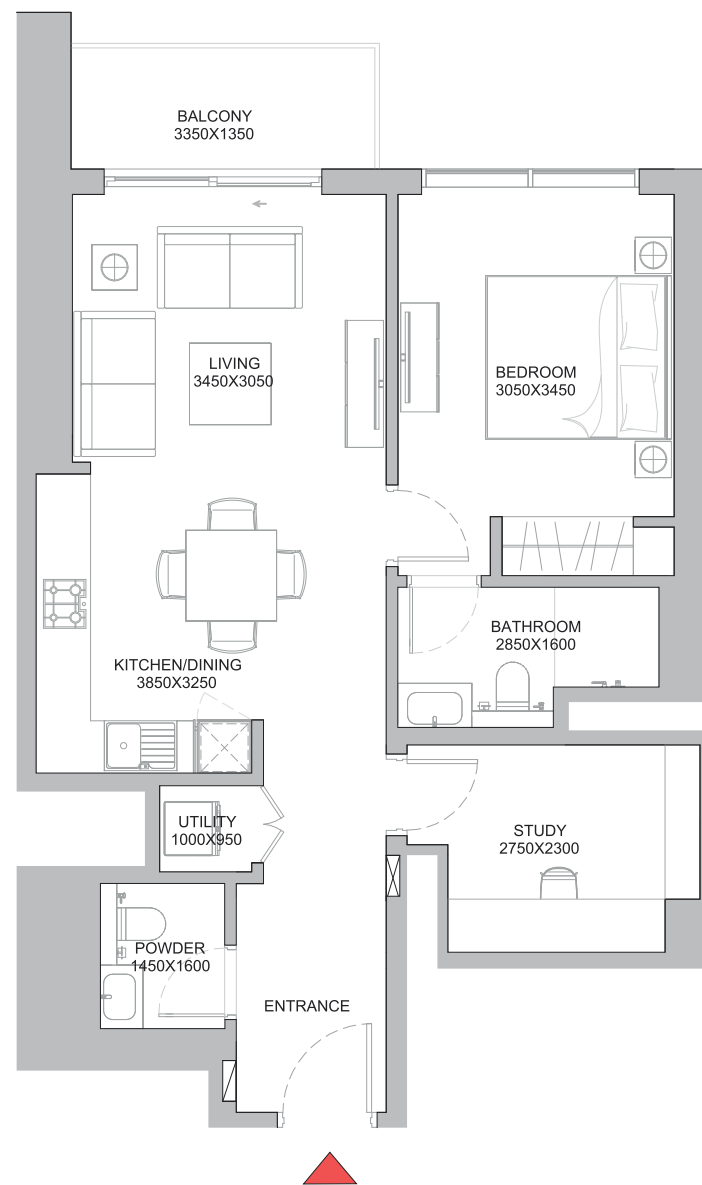 BALCONY
3350X1350
LIVING
3450X3050
BEDROOM
3050X3450
BATHROOM
2850X1600
KITCHEN/DINING
3850X3250
UTILITY
1000X950
STUDY
2750X2300
POWDER
1450X1600
ENTRANCE